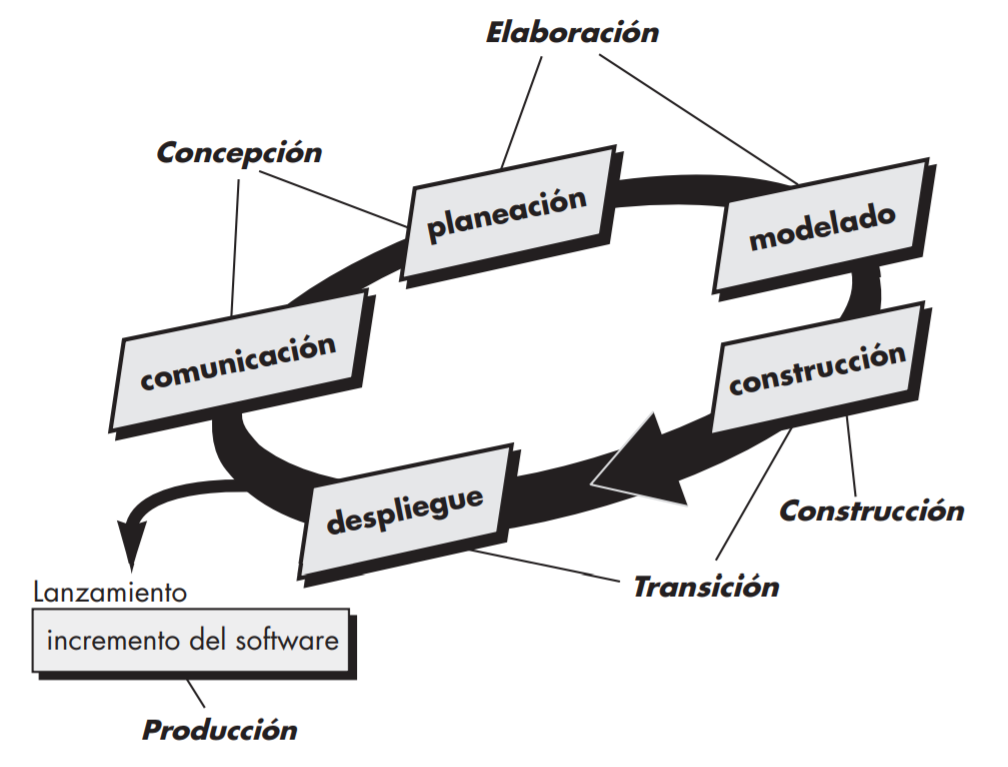 Elaboración
Concepción
planeación
modelado
comunicación
construcción
despliegue
Construcción
Transición
Lanzamiento
incremento del software
Producción